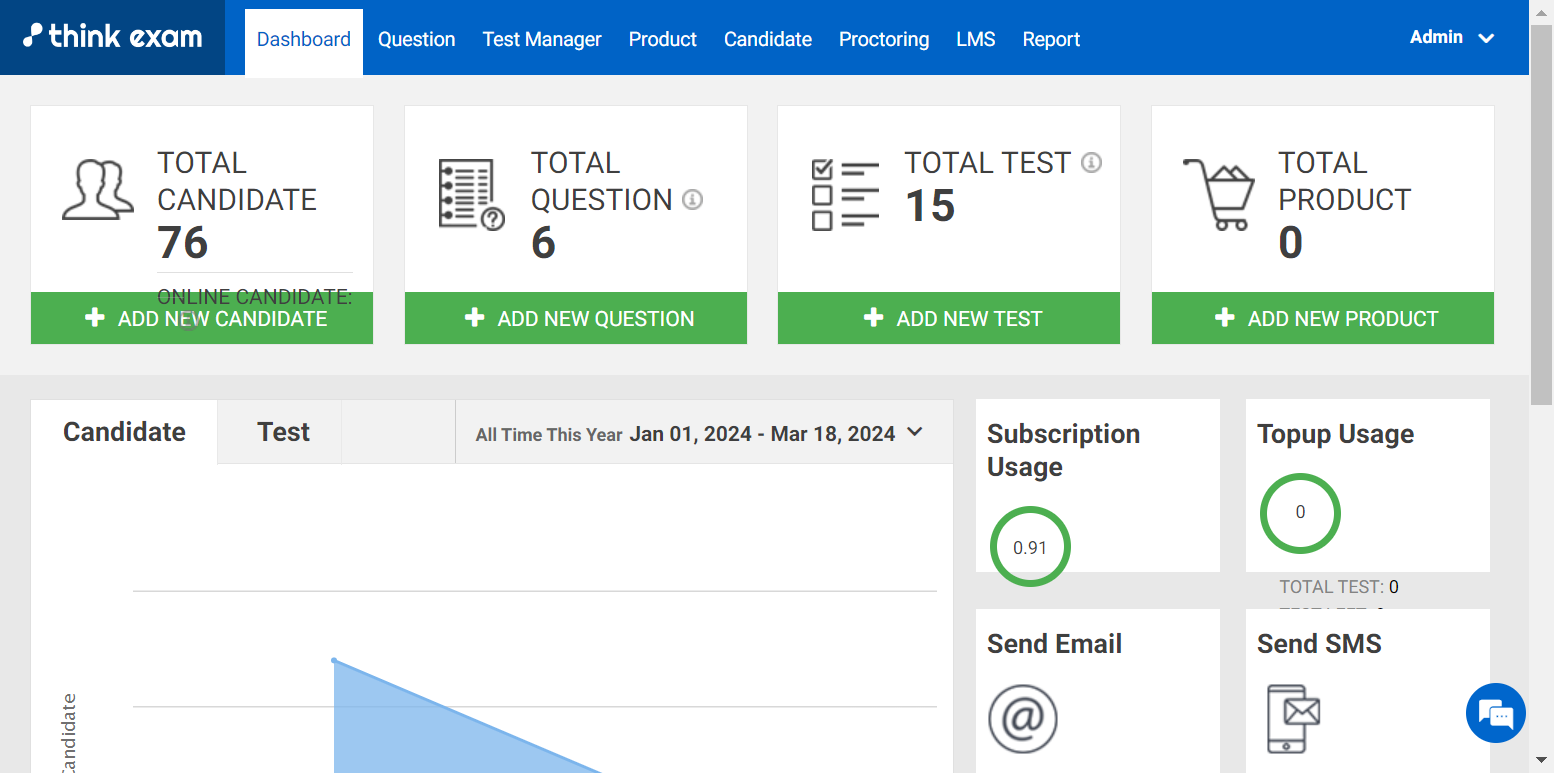 think exam
Dashboard
Question
Test Manager
Product
Candidate
Proctoring
LMS
Report
Admin
TOTAL
CANDIDATE
76
ONLINE CANDIDATE:
ADD NEW CANDIDATE
TOTAL
QUESTION
6
ADD NEW QUESTION
TOTAL TEST
15
ADD NEW TEST
TOTAL
PRODUCT
0
ADD NEW PRODUCT
Candidate
Test
All Time This Year Jan 01, 2024 - Mar 18, 2024
Candidate
Subscription
Usage
0.91
Topup Usage
0
TOTAL TEST: 0
Send Email
Send SMS